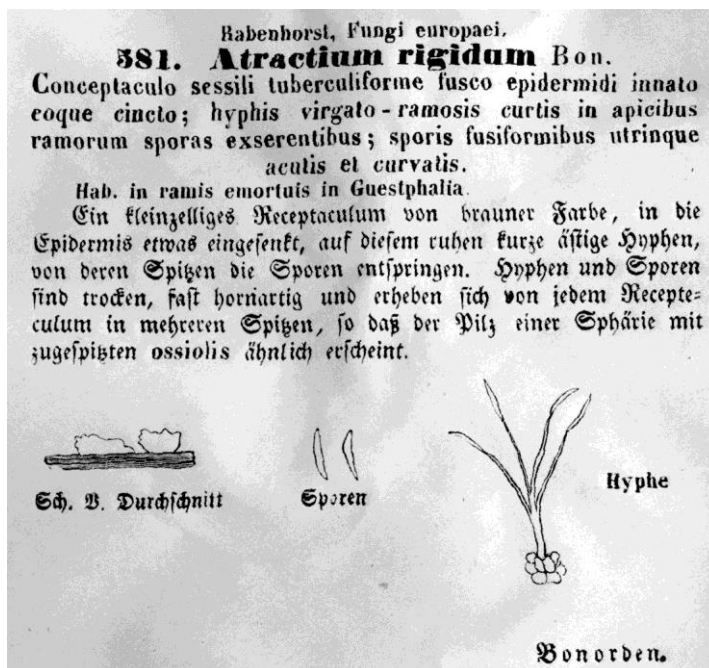 Rabenhorst, Fungi europaei.
581. Atractium rigidum Bon.
Conceptaculo sessili tuberculiforme fusco epidermidi innato
eoque cincto; hyphis virgato-ramosis curtis in apicibus
ramorum sporas exserentibus; sporis fusiformibus utrinque
acutis et curvatis.
Hab. in ramis emortuis in Guestphalia.
Ein kleinzelliges Receptaculum von brauner Farbe, in die
Epidermis etwas eingesenkt, auf diesem ruhen kurze ästige Hyphen,
von deren Spitzen die Sporen entspringen. Hyphen und Sporen
sind trocken, fast hornartig und erheben sich von jedem Recepte-
culum in mehreren Spitzen, so daß der Pilz einer Sphärie mit
zugespitzten ossiolis ähnlich erscheint.
Sch. V. Durchschnitt
Sporen
Hyphe
Bonorden.